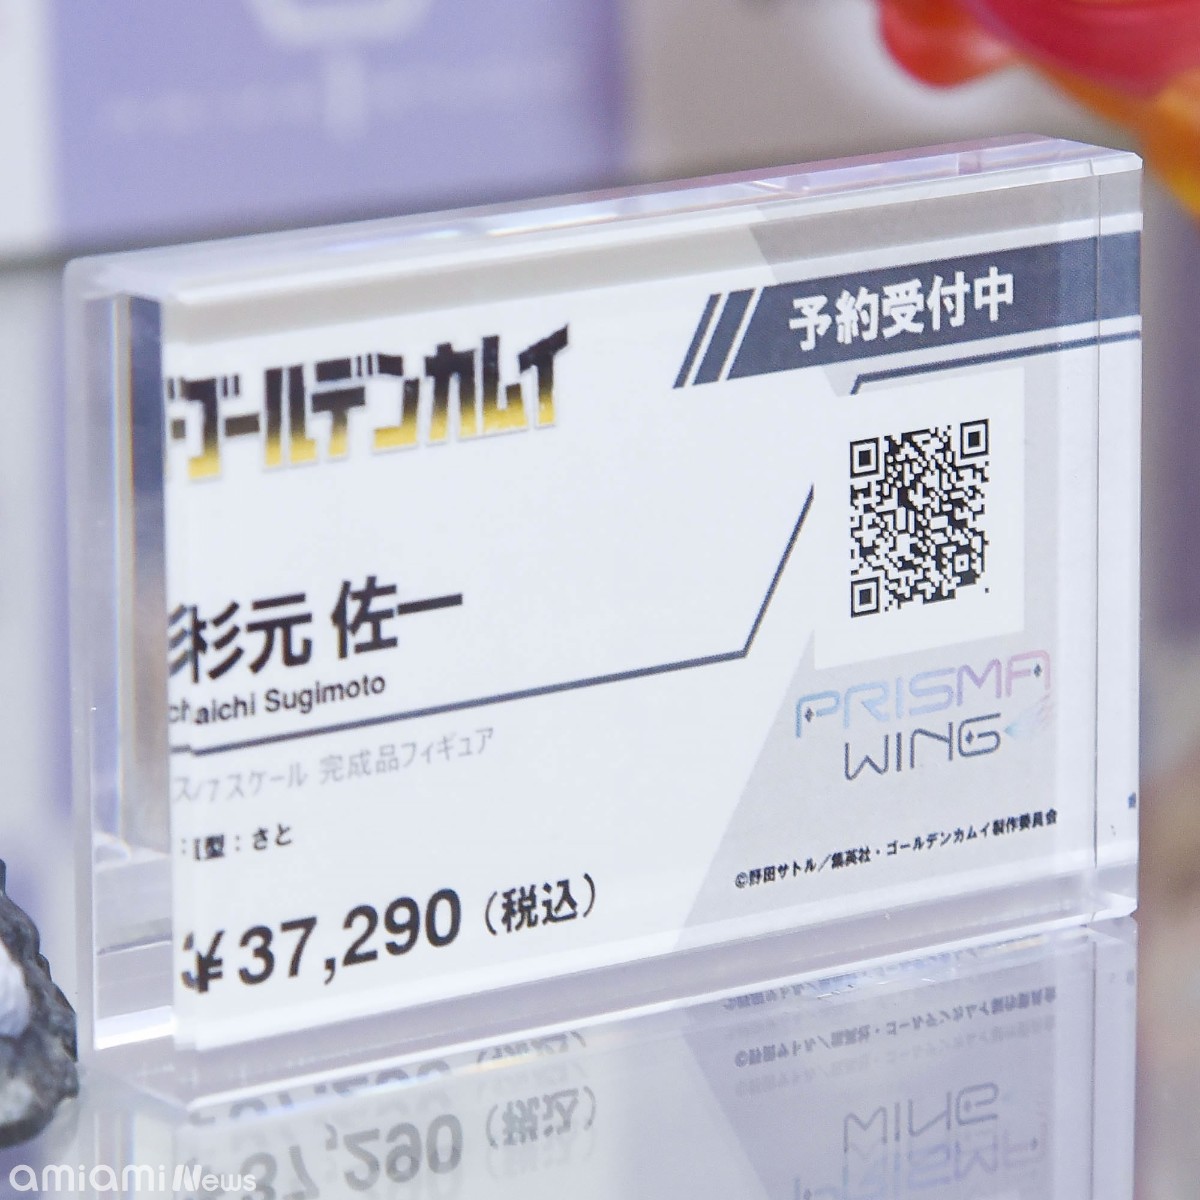 予約受付中
ゴールデンカムイ
杉元 佐一
aichi Sugimoto
1/7スケール 完成品フィギュア
原型：さと
¥37,290（税込）
PRISMA
WING
©野田サトル／集英社・ゴールデンカムイ製作委員会
amiami News